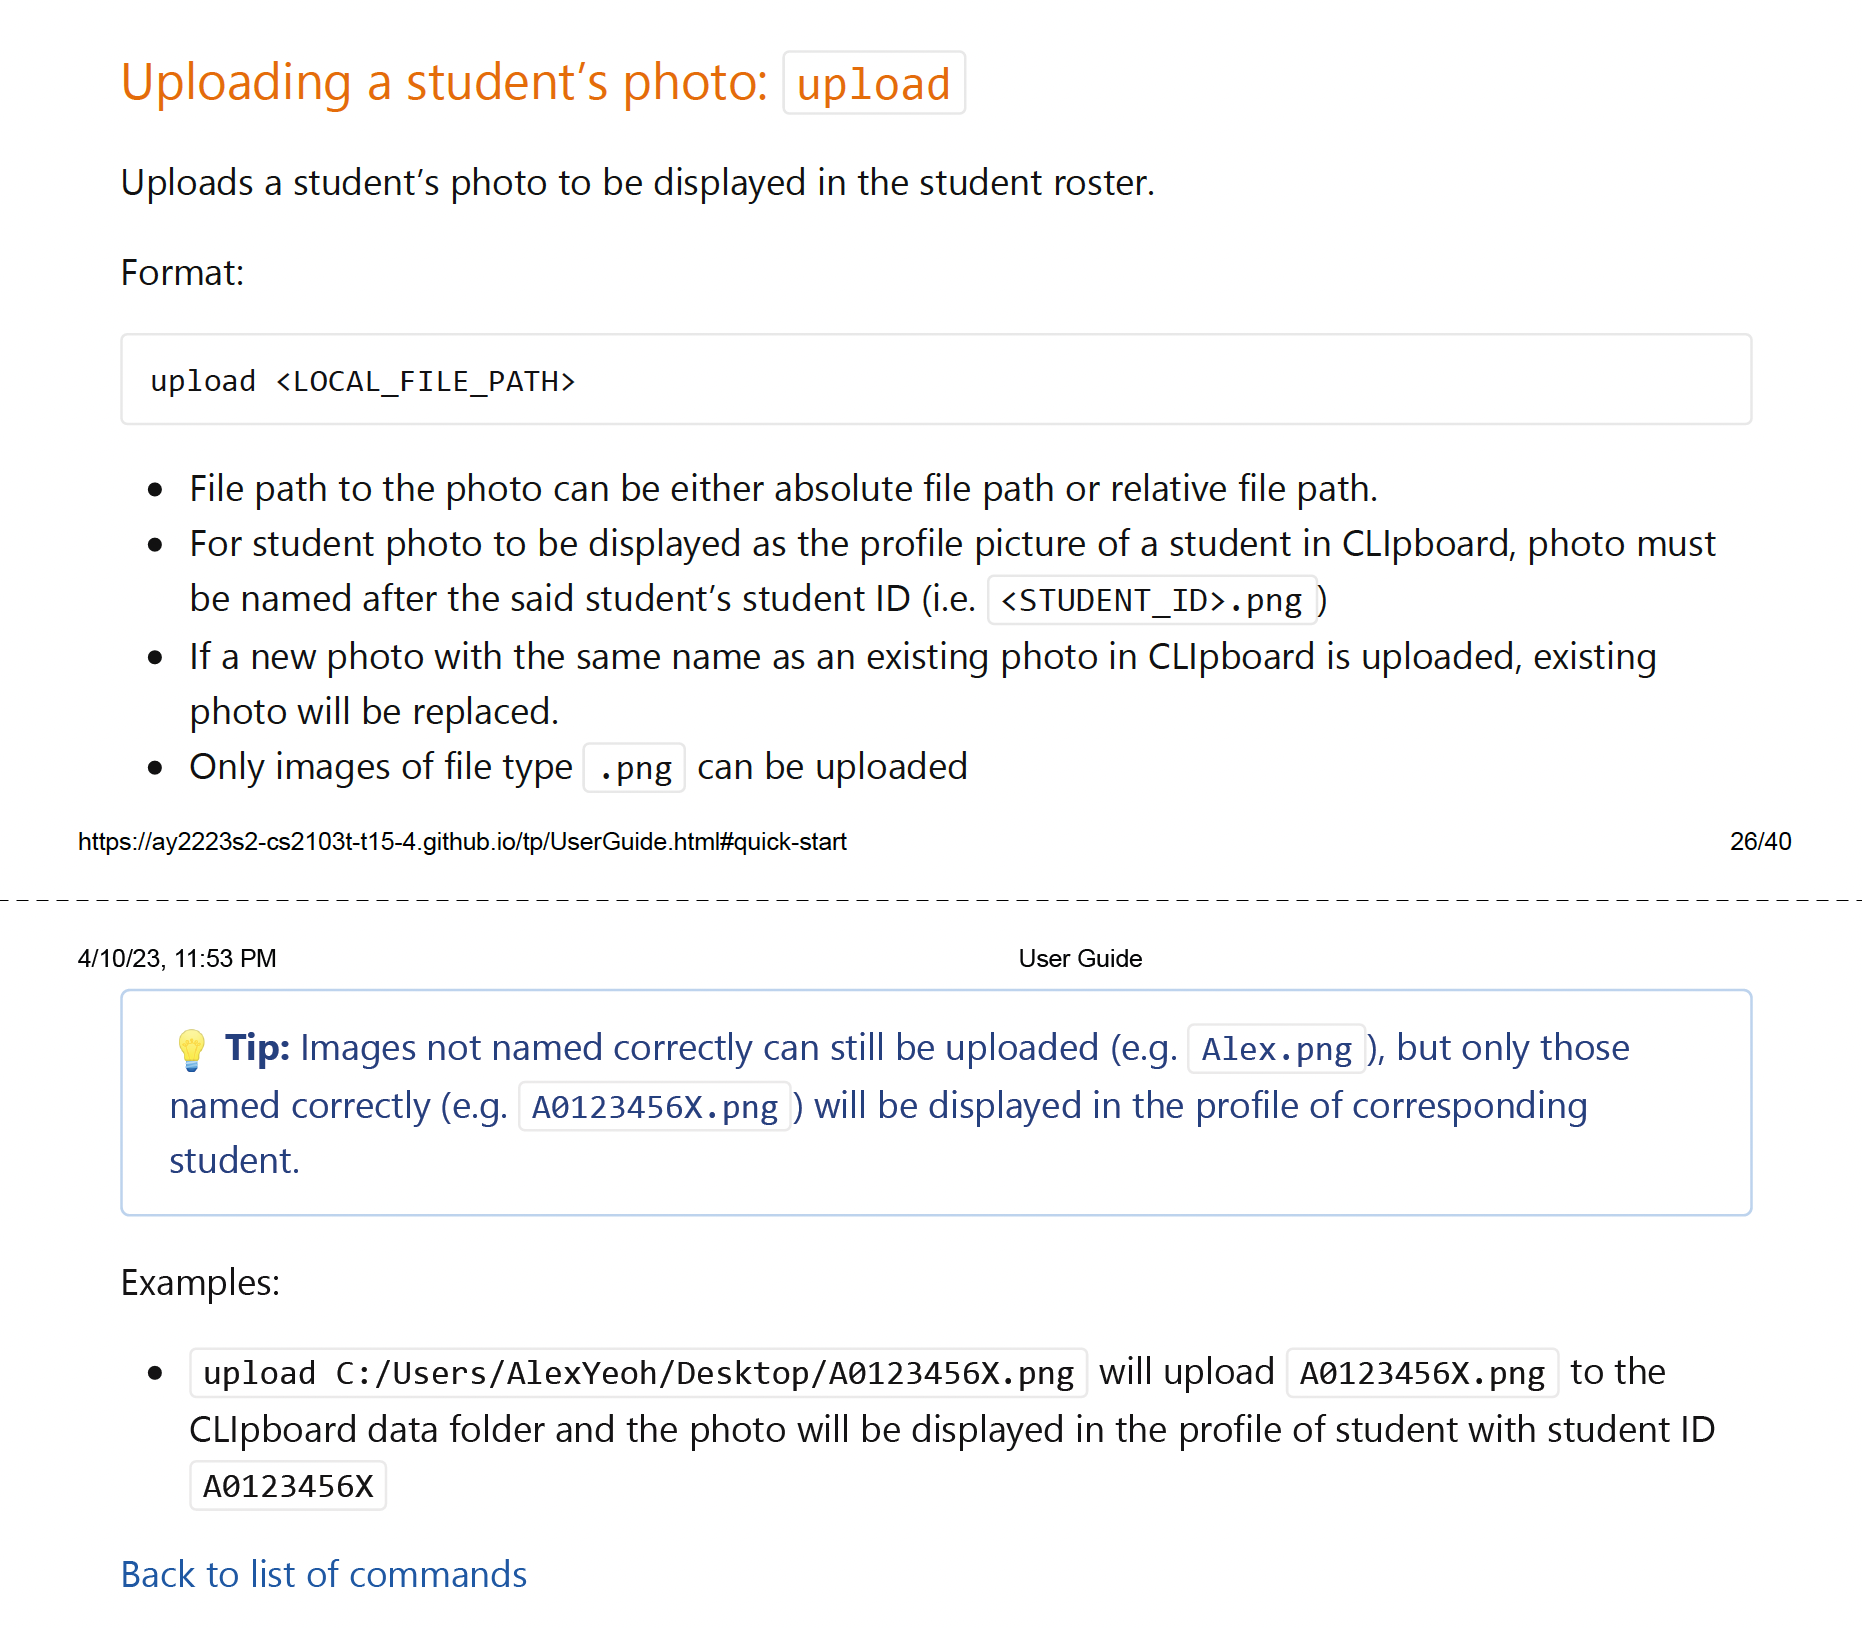 Uploading a student’s photo: upload
Uploads a student’s photo to be displayed in the student roster.
Format:
upload <LOCAL_FILE_PATH>
• File path to the photo can be either absolute file path or relative file path.
• For student photo to be displayed as the profile picture of a student in CLIpboard, photo must
be named after the said student’s student ID (i.e. <STUDENT_ID>.png)
• If a new photo with the same name as an existing photo in CLIpboard is uploaded, existing
photo will be replaced.
• Only images of file type .png can be uploaded
https://ay2223s2-cs2103t-t15-4.github.io/tp/UserGuide.html#quick-start 26/40
4/10/23, 11:53 PM User Guide
💡 Tip: Images not named correctly can still be uploaded (e.g. Alex.png), but only those
named correctly (e.g. A0123456X.png) will be displayed in the profile of corresponding
student.
Examples:
• upload C:/Users/AlexYeoh/Desktop/A0123456X.png will upload A0123456X.png to the
CLIpboard data folder and the photo will be displayed in the profile of student with student ID
A0123456X
Back to list of commands